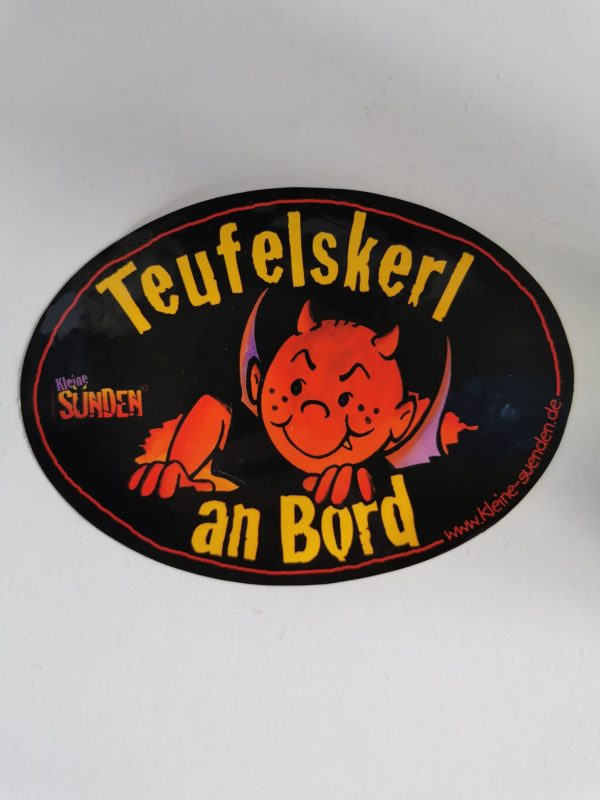 Teufelskerl
Kleine
SÜNDEN
an Bord
www.kleine-suenden.de